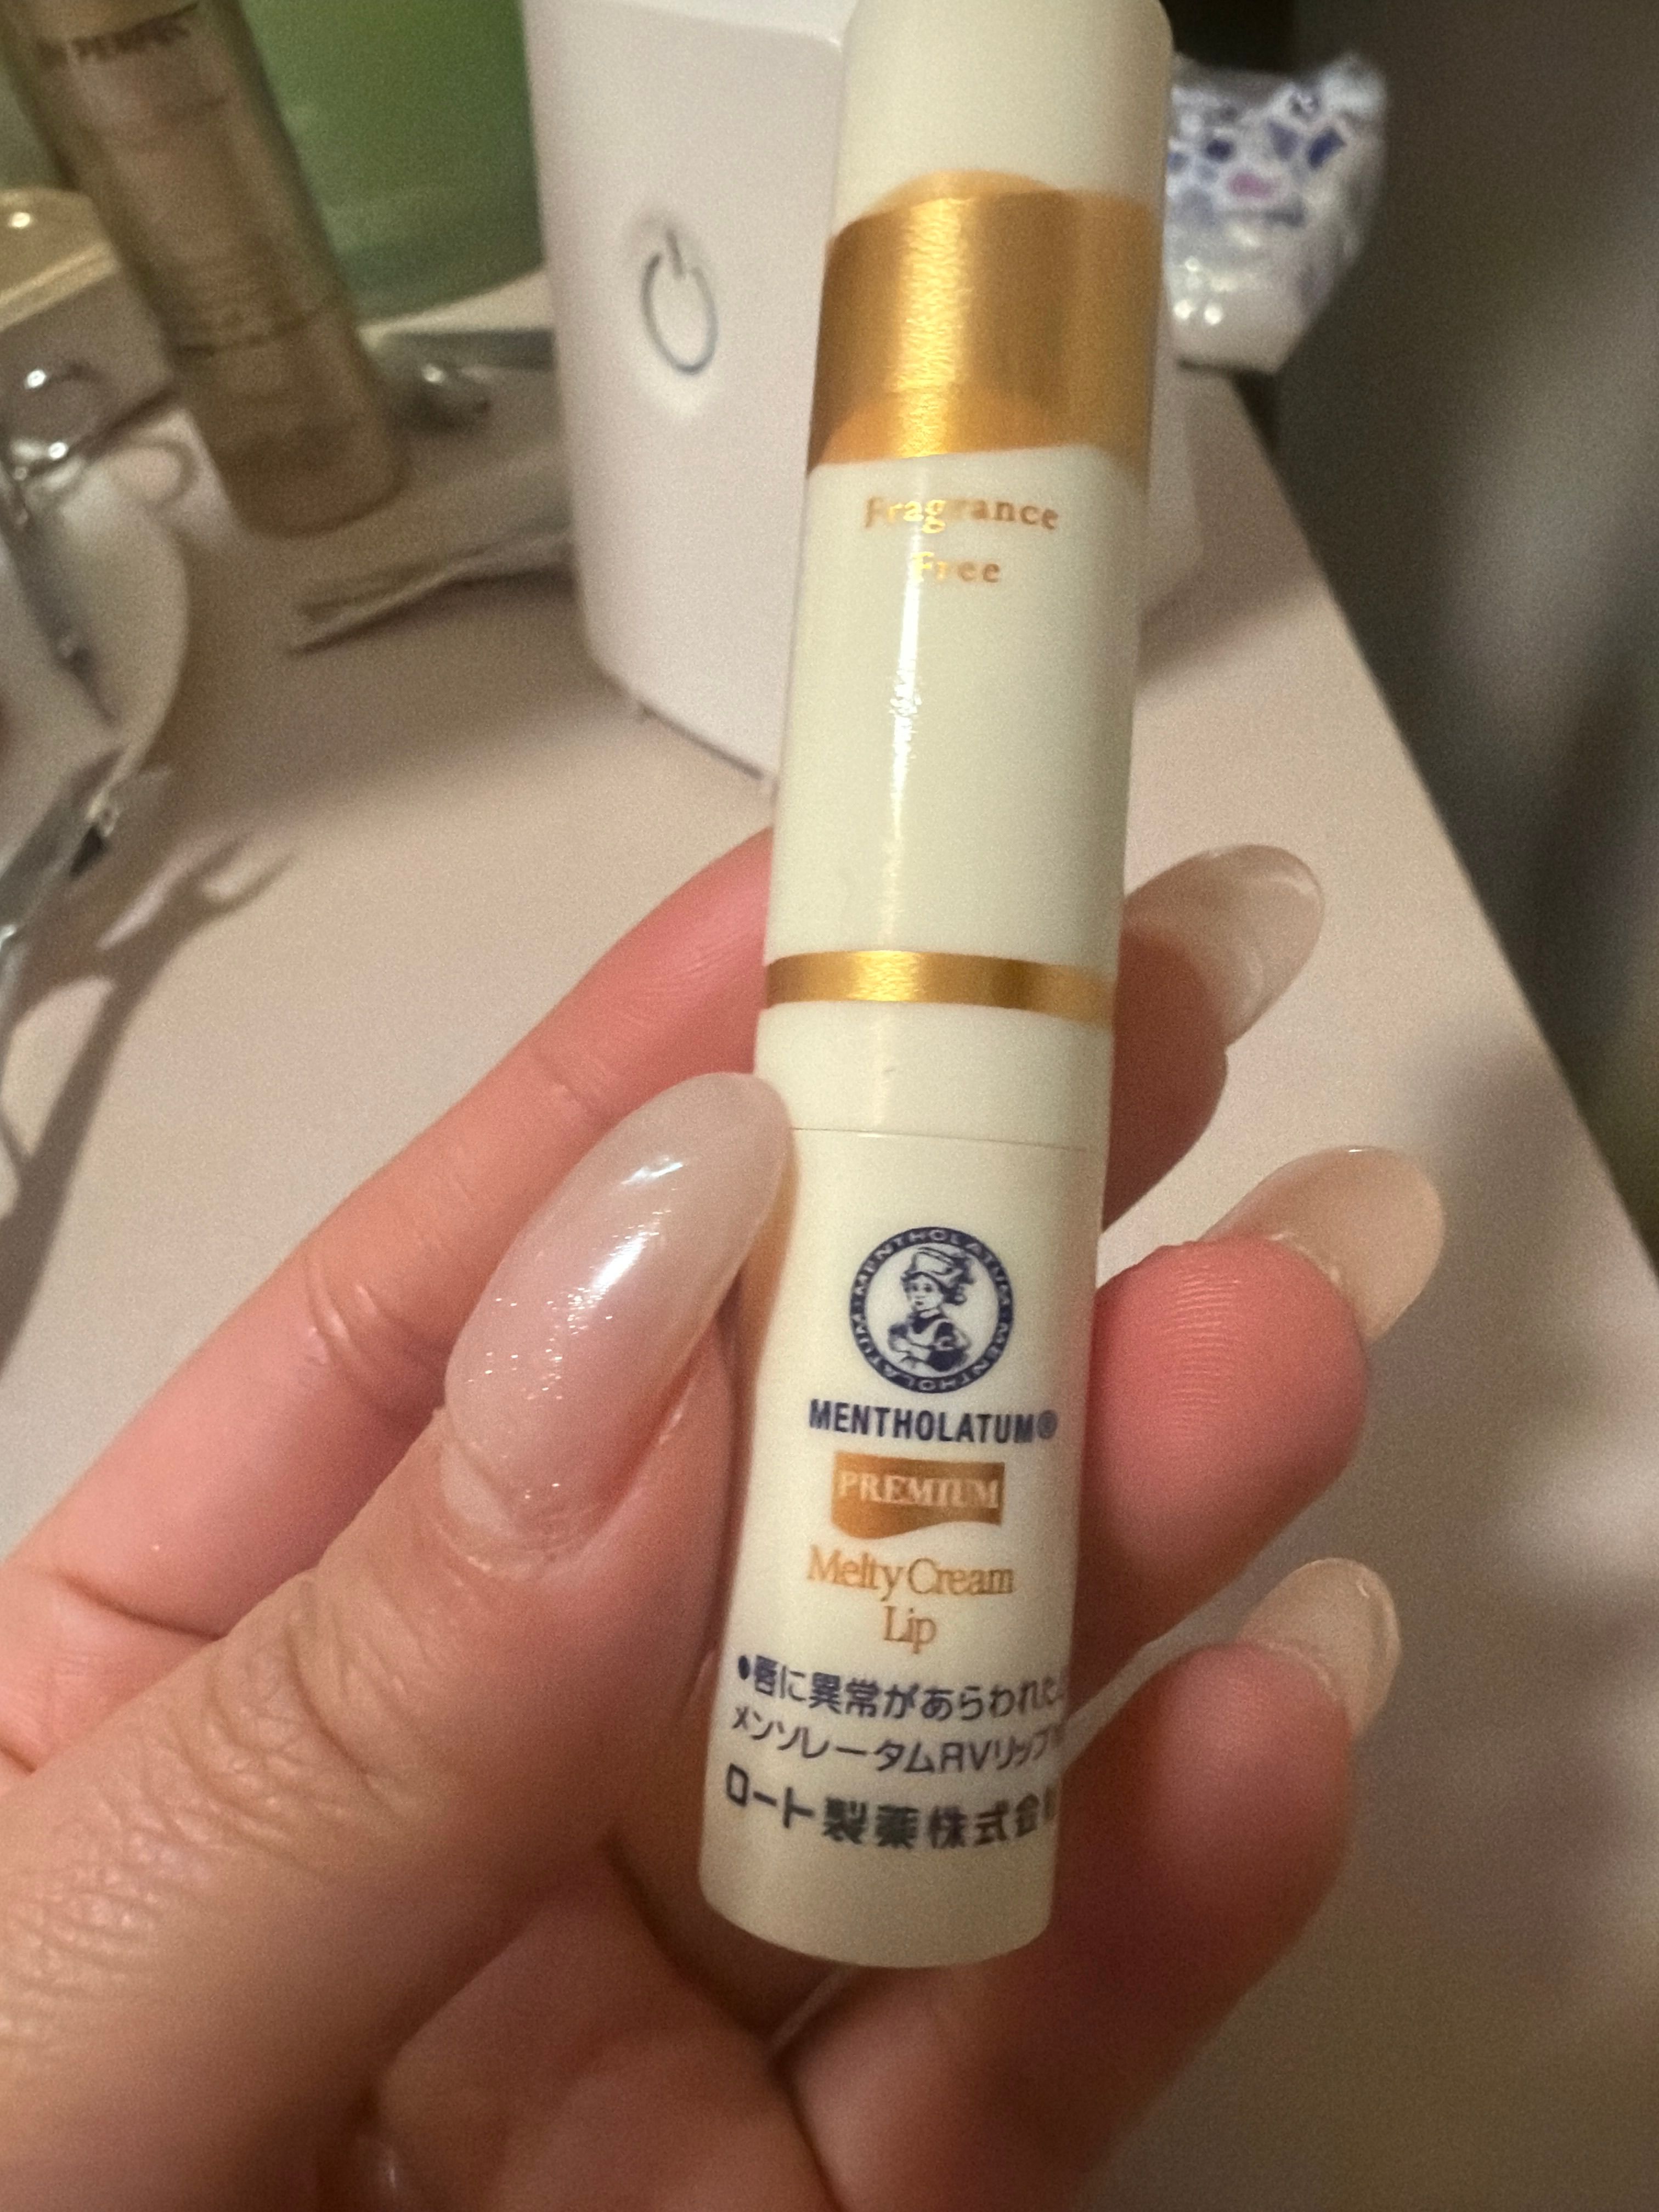 Fragrance
Free
MENTHOLATUM MENTHOLATUM MENTHOLATUM
MENTHOLATUM®
PREMIUM
Melty Cream
Lip
●唇に異常があらわれた
メンソレータムRVリップ
ロート製薬株式会